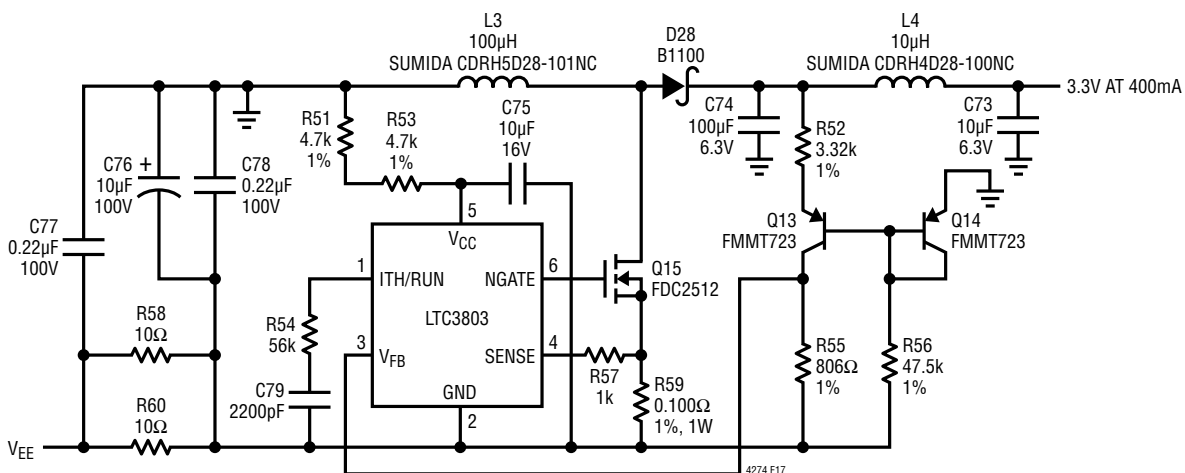 L3
100µH
SUMIDA CDRH5D28-101NC
D28
B1100
L4
10µH
SUMIDA CDRH4D28-100NC
3.3V AT 400mA
R51
4.7k
1%
R53
4.7k
1%
C75
10µF
16V
C74
100µF
6.3V
R52
3.32k
1%
C73
10µF
6.3V
C76
+
10µF
100V
C78
0.22µF
100V
C77
0.22µF
100V
Q13
FMMT723
Q14
FMMT723
5
VCC
1
ITH/RUN
NGATE
6
Q15
FDC2512
LTC3803
R54
56k
3
VFB
SENSE
4
R57
1k
GND
2
R58
10Ω
R60
10Ω
C79
2200pF
R59
0.100Ω
1%, 1W
R55
806Ω
1%
R56
47.5k
1%
VEE
4274 F17